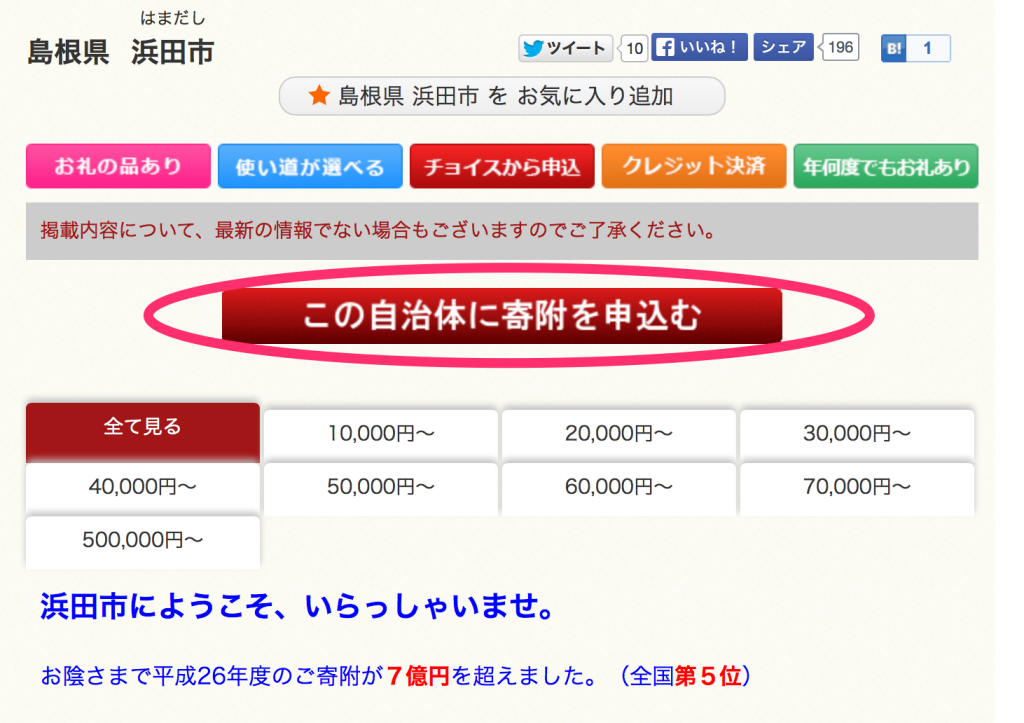 はまだし
島根県 浜田市
ツイート 10 いいね！ シェア 196 B! 1
島根県 浜田市 を お気に入り追加
お礼の品あり 使い道が選べる チョイスから申込 クレジット決済 年何度でもお礼あり
掲載内容について、最新の情報でない場合もございますのでご了承ください。
この自治体に寄附を申込む
全て見る 10,000円～ 20,000円～ 30,000円～
40,000円～ 50,000円～ 60,000円～ 70,000円～
500,000円～
浜田市にようこそ、いらっしゃいませ。
お陰さまで平成26年度のご寄附が７億円を超えました。（全国第５位）